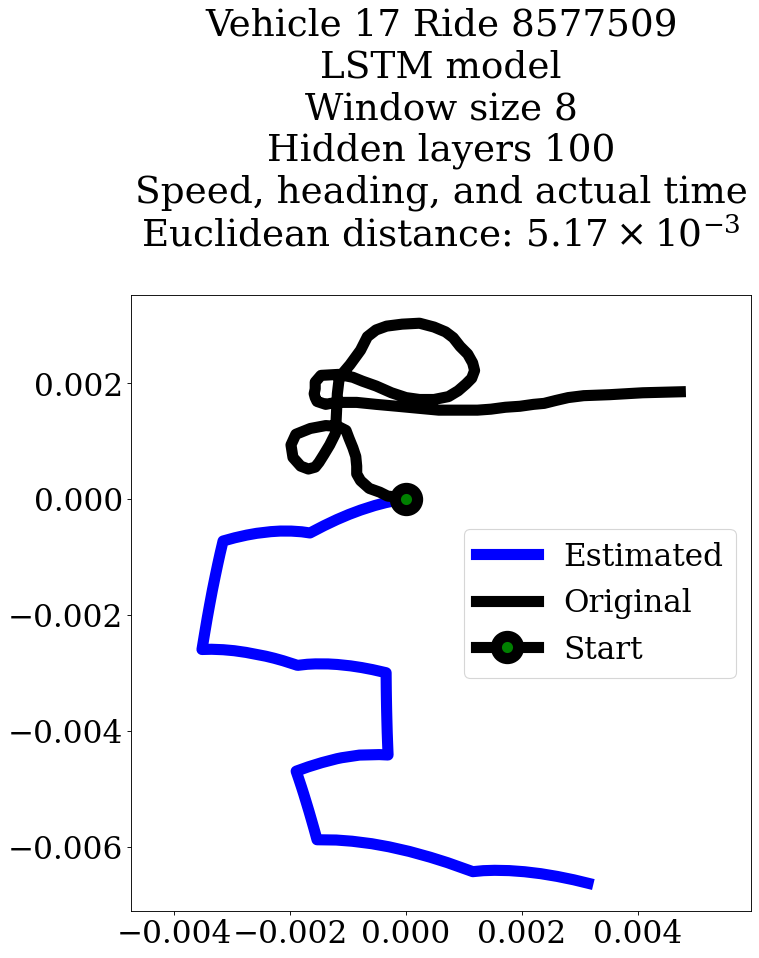 Vehicle 17 Ride 8577509
LSTM model
Window size 8
Hidden layers 100
Speed, heading, and actual time
Euclidean distance: 5.17 × 10⁻³
0.002
0.000
−0.002
−0.004
−0.006
Estimated
Original
Start
−0.004 −0.002 0.000 0.002 0.004